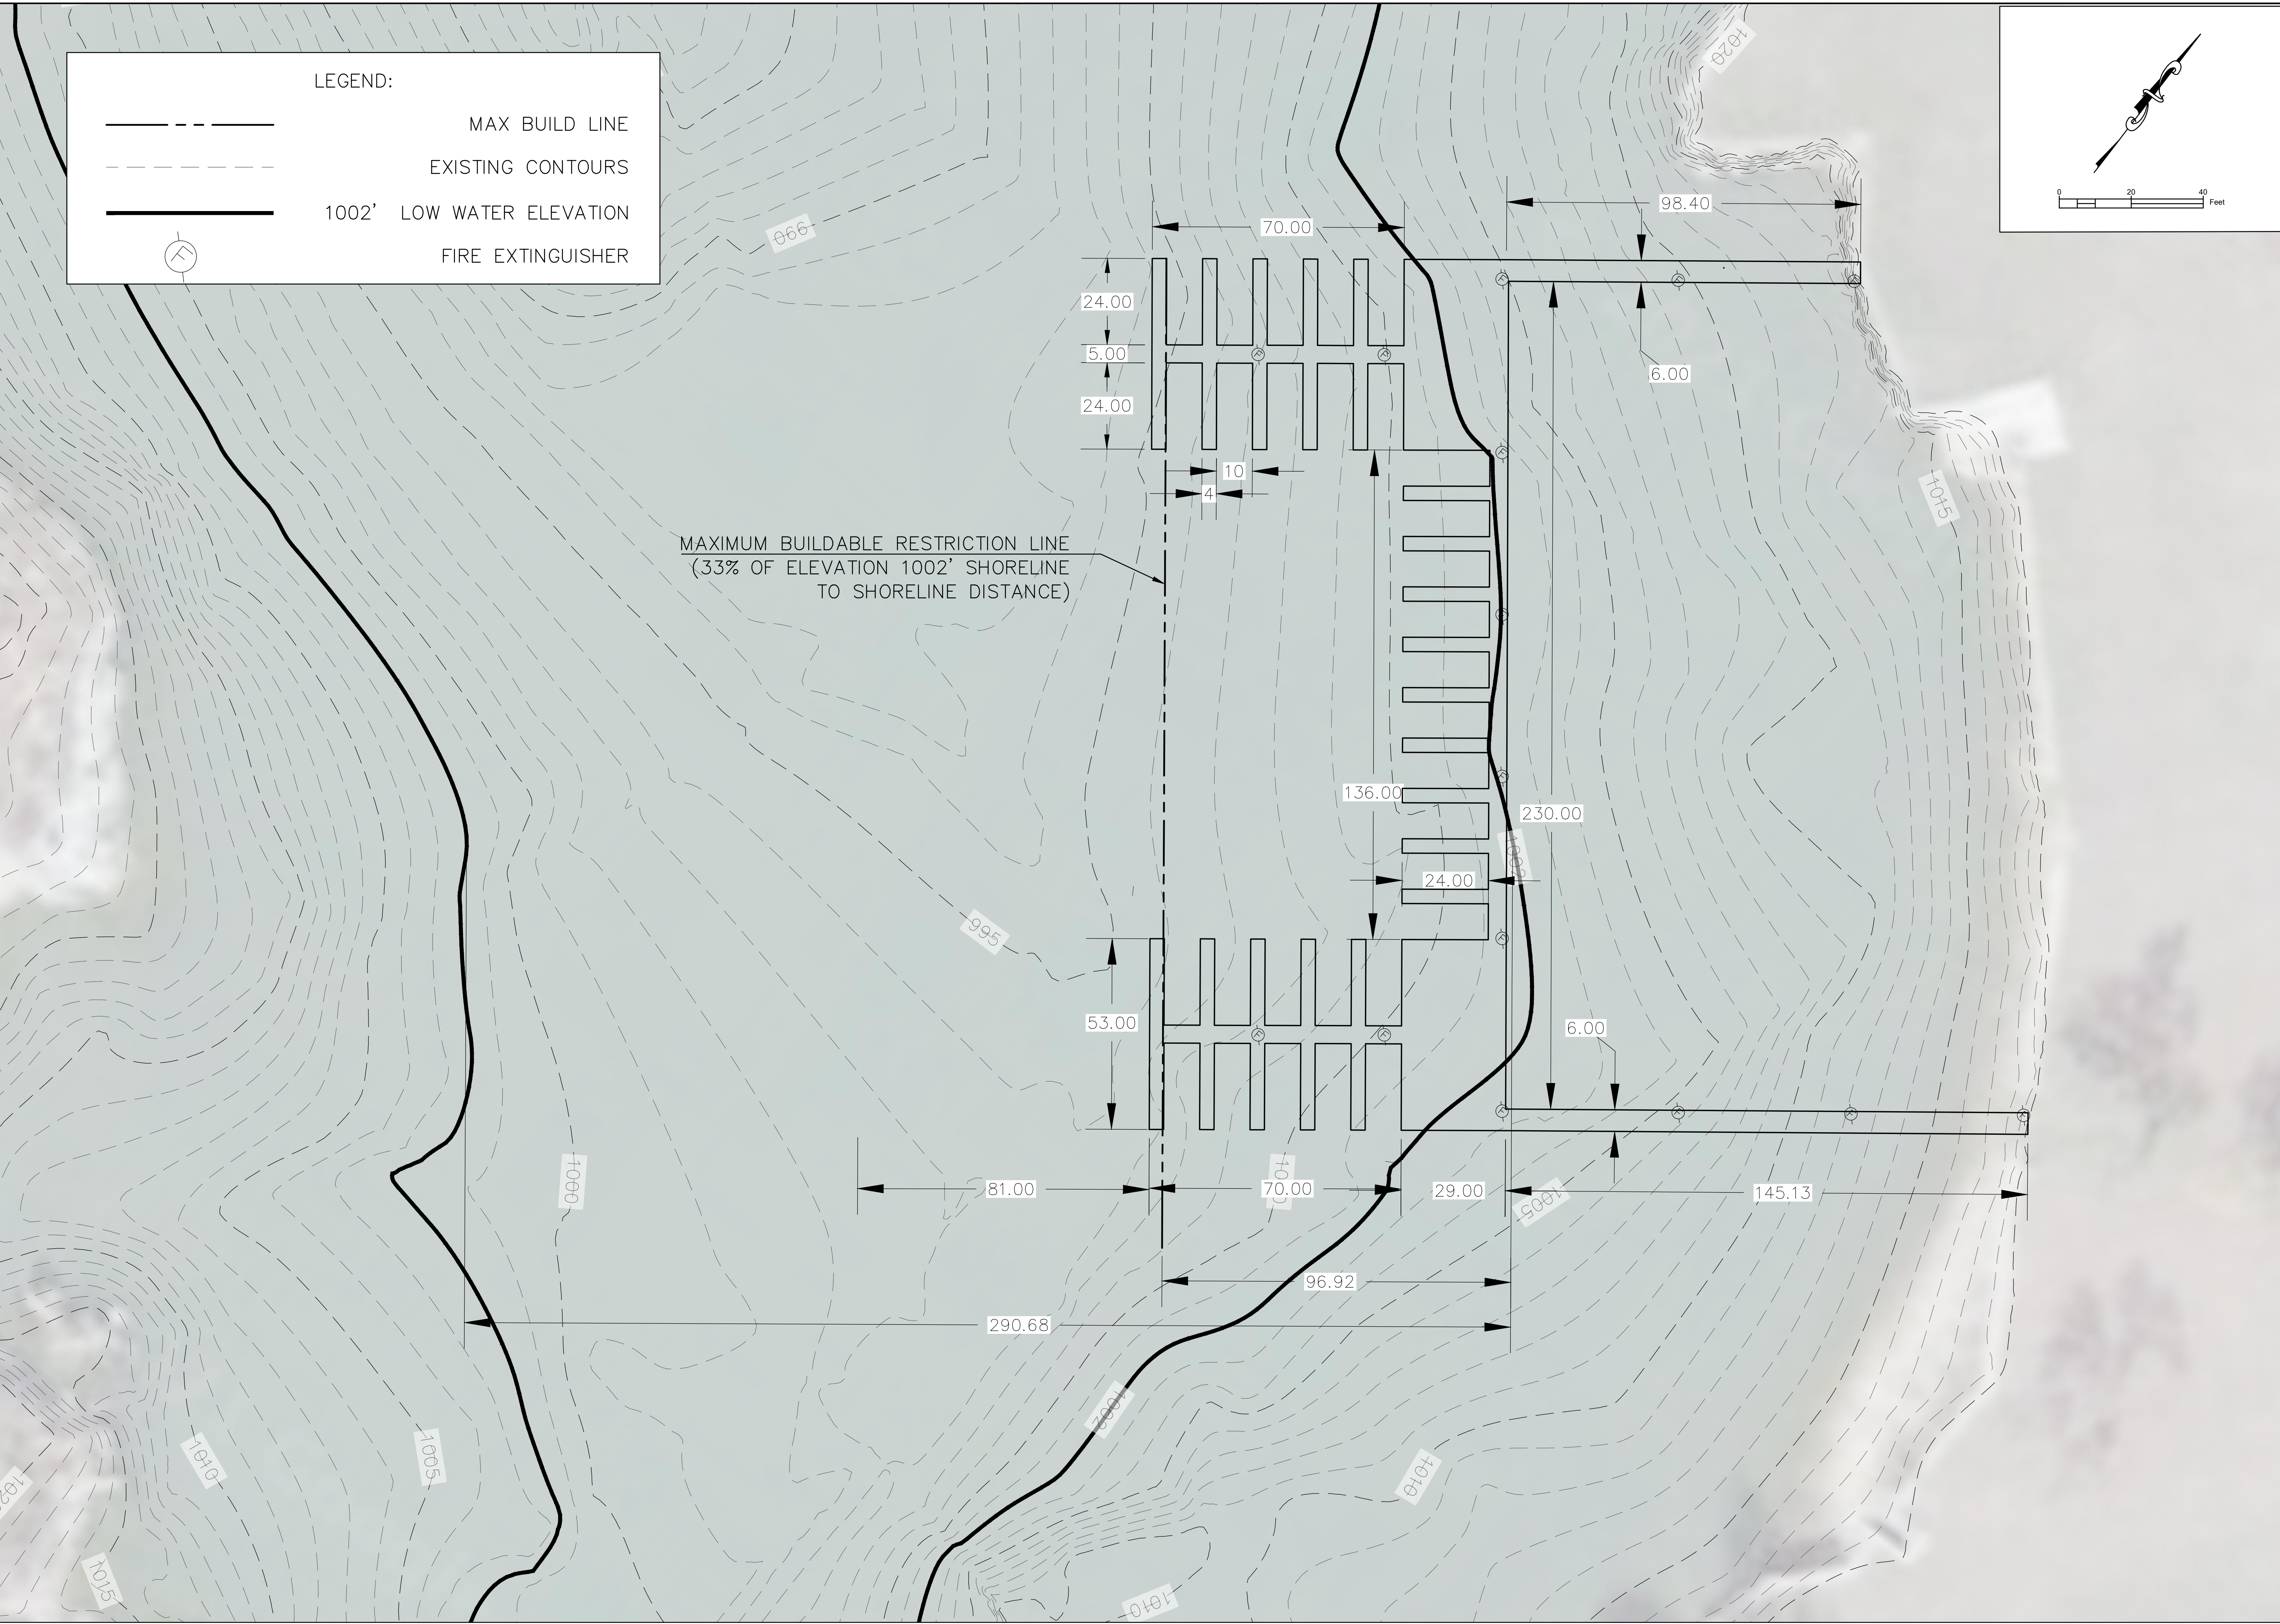 LEGEND:
MAX BUILD LINE
EXISTING CONTOURS
1002' LOW WATER ELEVATION
FIRE EXTINGUISHER
F
0 20 40
Feet
1020
990
98.40
70.00
24.00
5.00
24.00
6.00
10
4
1015
MAXIMUM BUILDABLE RESTRICTION LINE
(33% OF ELEVATION 1002' SHORELINE
TO SHORELINE DISTANCE)
136.00
230.00
1002
24.00
995
53.00
6.00
1000
81.00
70.00
29.00
145.13
1005
96.92
290.68
1002
1010
1005
1010
1015
1010